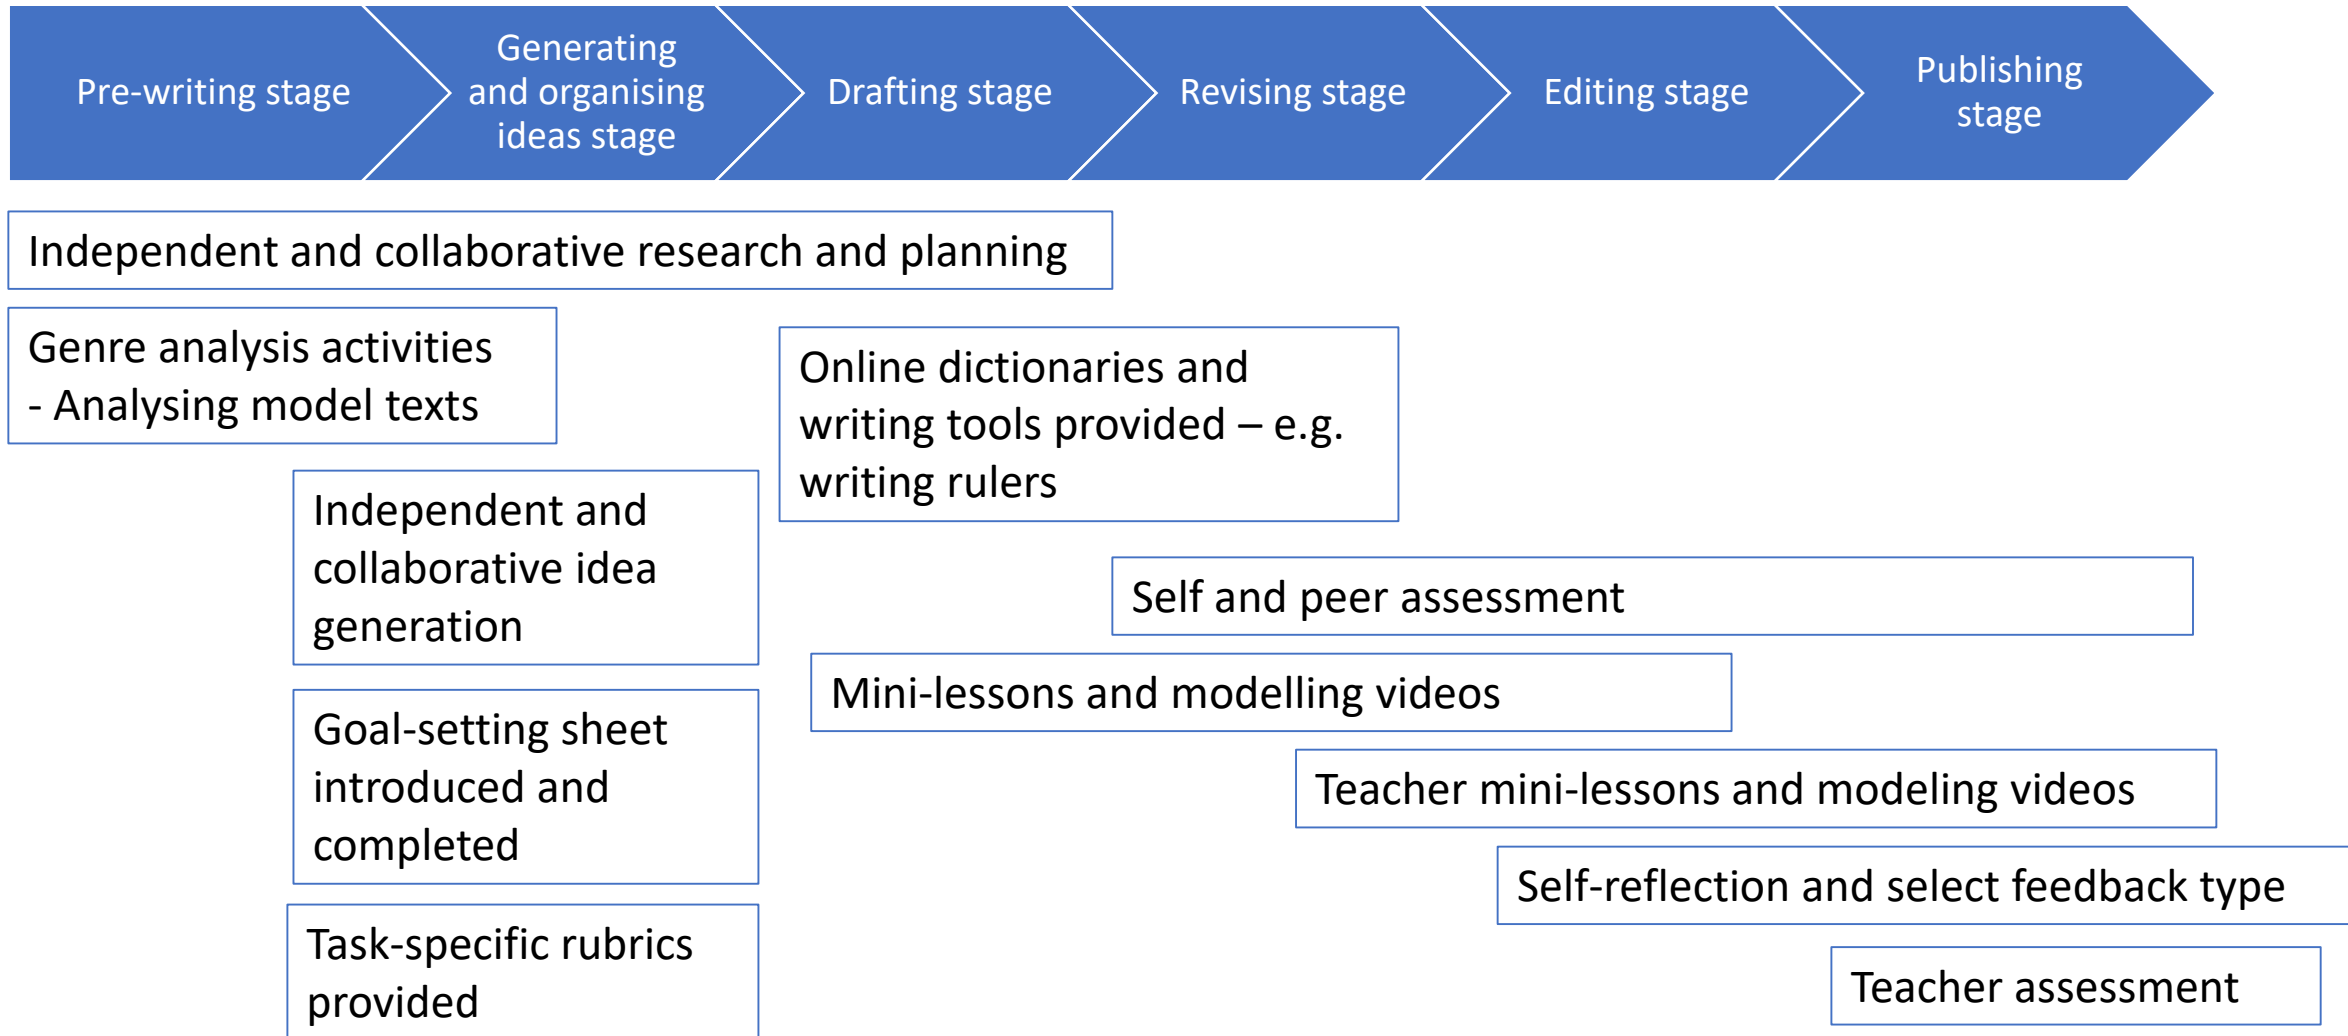 Pre-writing stage
Generating
and organising
ideas stage
Drafting stage
Revising stage
Editing stage
Publishing
stage
Independent and collaborative research and planning
Genre analysis activities
- Analysing model texts
Online dictionaries and
writing tools provided – e.g.
writing rulers
Independent and
collaborative idea
generation
Self and peer assessment
Mini-lessons and modelling videos
Goal-setting sheet
introduced and
completed
Teacher mini-lessons and modeling videos
Self-reflection and select feedback type
Task-specific rubrics
provided
Teacher assessment